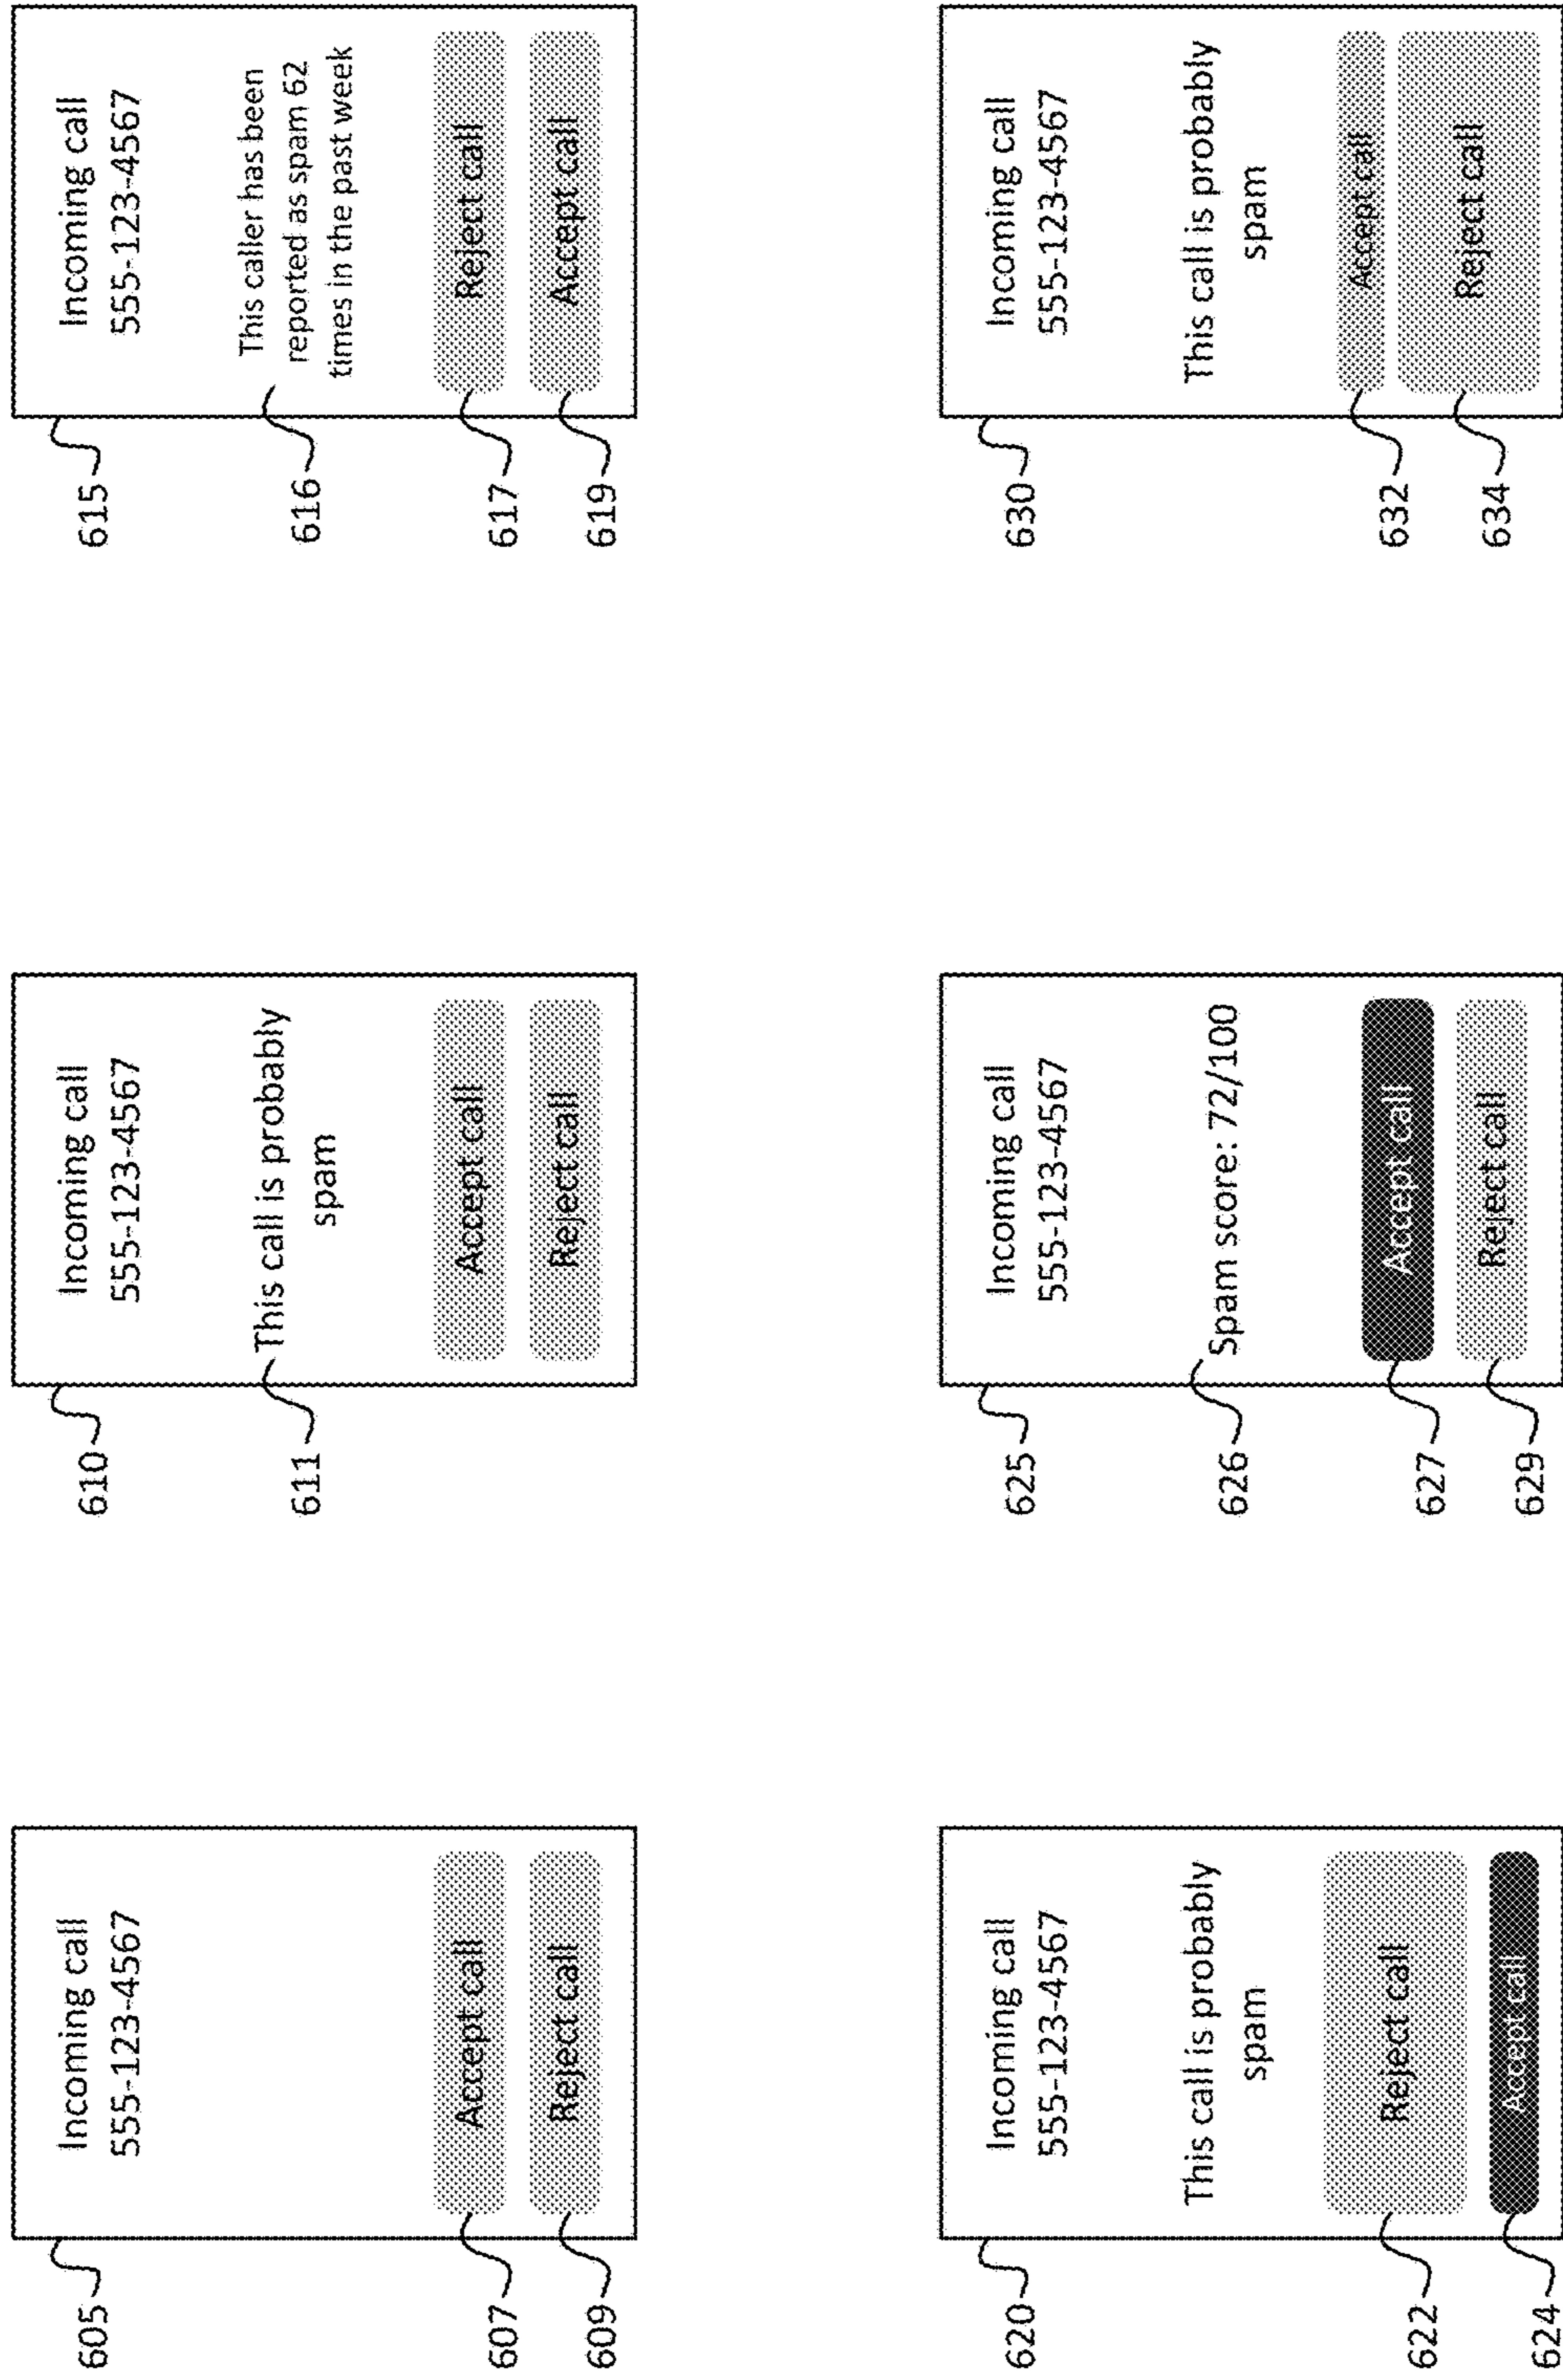 605
Incoming call
555-123-4567
607
Accept call
609
Reject call
610
Incoming call
555-123-4567
611
This call is probably
spam
Accept call
Reject call
615
Incoming call
555-123-4567
616
This caller has been
reported as spam 62
times in the past week
617
Reject call
619
Accept call
620
Incoming call
555-123-4567
This call is probably
spam
622
Reject call
624
Accept call
625
Incoming call
555-123-4567
626
Spam score: 72/100
627
Accept call
629
Reject call
630
Incoming call
555-123-4567
This call is probably
spam
632
Accept call
634
Reject call